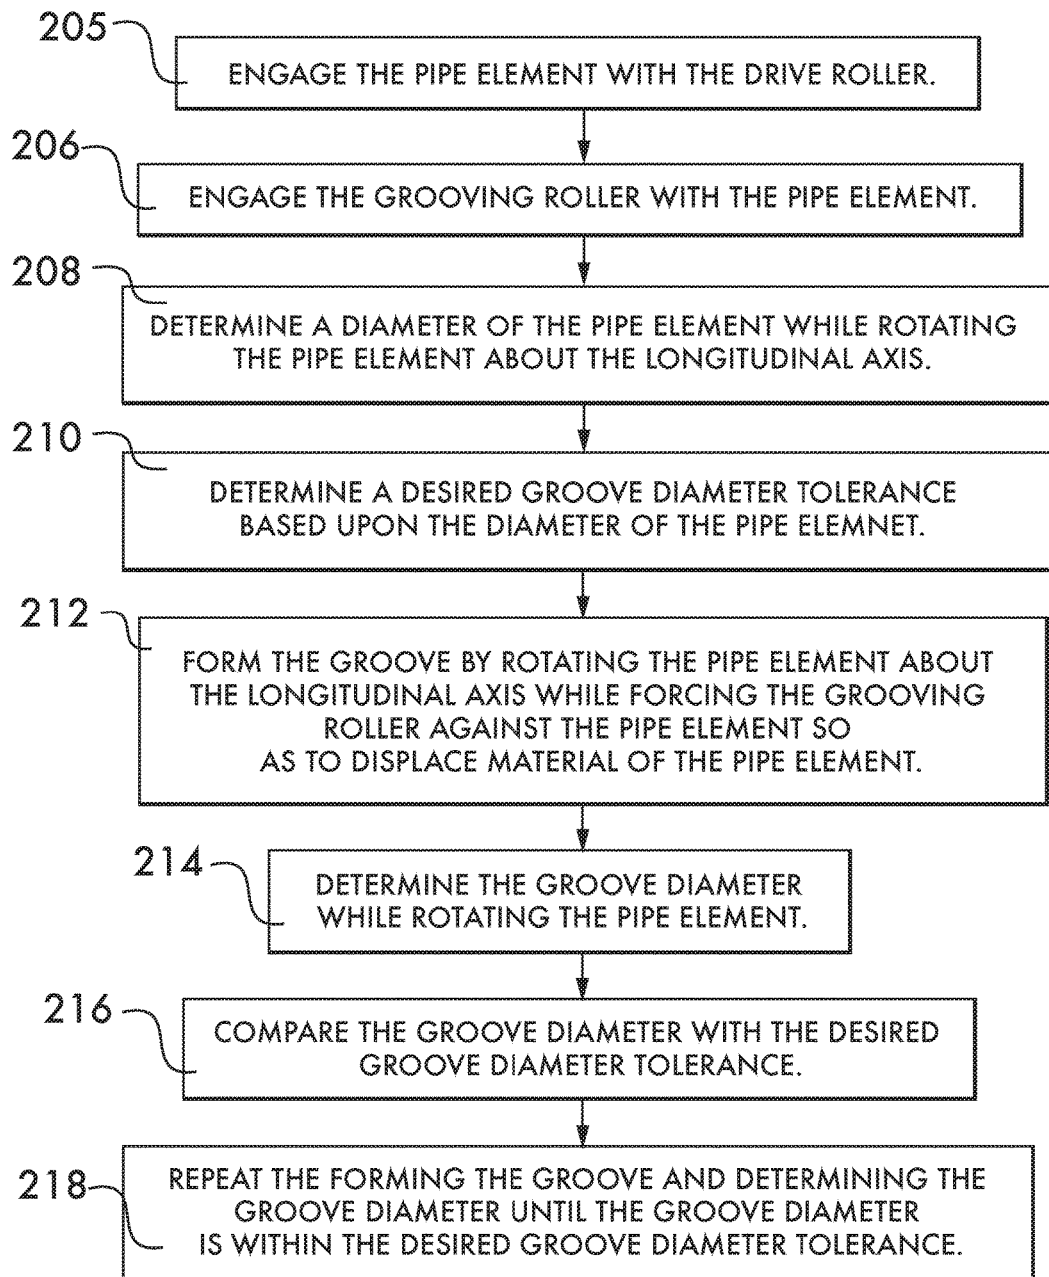 205
ENGAGE THE PIPE ELEMENT WITH THE DRIVE ROLLER.
206
ENGAGE THE GROOVING ROLLER WITH THE PIPE ELEMENT.
208
DETERMINE A DIAMETER OF THE PIPE ELEMENT WHILE ROTATING
THE PIPE ELEMENT ABOUT THE LONGITUDINAL AXIS.
210
DETERMINE A DESIRED GROOVE DIAMETER TOLERANCE
BASED UPON THE DIAMETER OF THE PIPE ELEMNET.
212
FORM THE GROOVE BY ROTATING THE PIPE ELEMENT ABOUT
THE LONGITUDINAL AXIS WHILE FORCING THE GROOVING
ROLLER AGAINST THE PIPE ELEMENT SO
AS TO DISPLACE MATERIAL OF THE PIPE ELEMENT.
214
DETERMINE THE GROOVE DIAMETER
WHILE ROTATING THE PIPE ELEMENT.
216
COMPARE THE GROOVE DIAMETER WITH THE DESIRED
GROOVE DIAMETER TOLERANCE.
218
REPEAT THE FORMING THE GROOVE AND DETERMINING THE
GROOVE DIAMETER UNTIL THE GROOVE DIAMETER
IS WITHIN THE DESIRED GROOVE DIAMETER TOLERANCE.